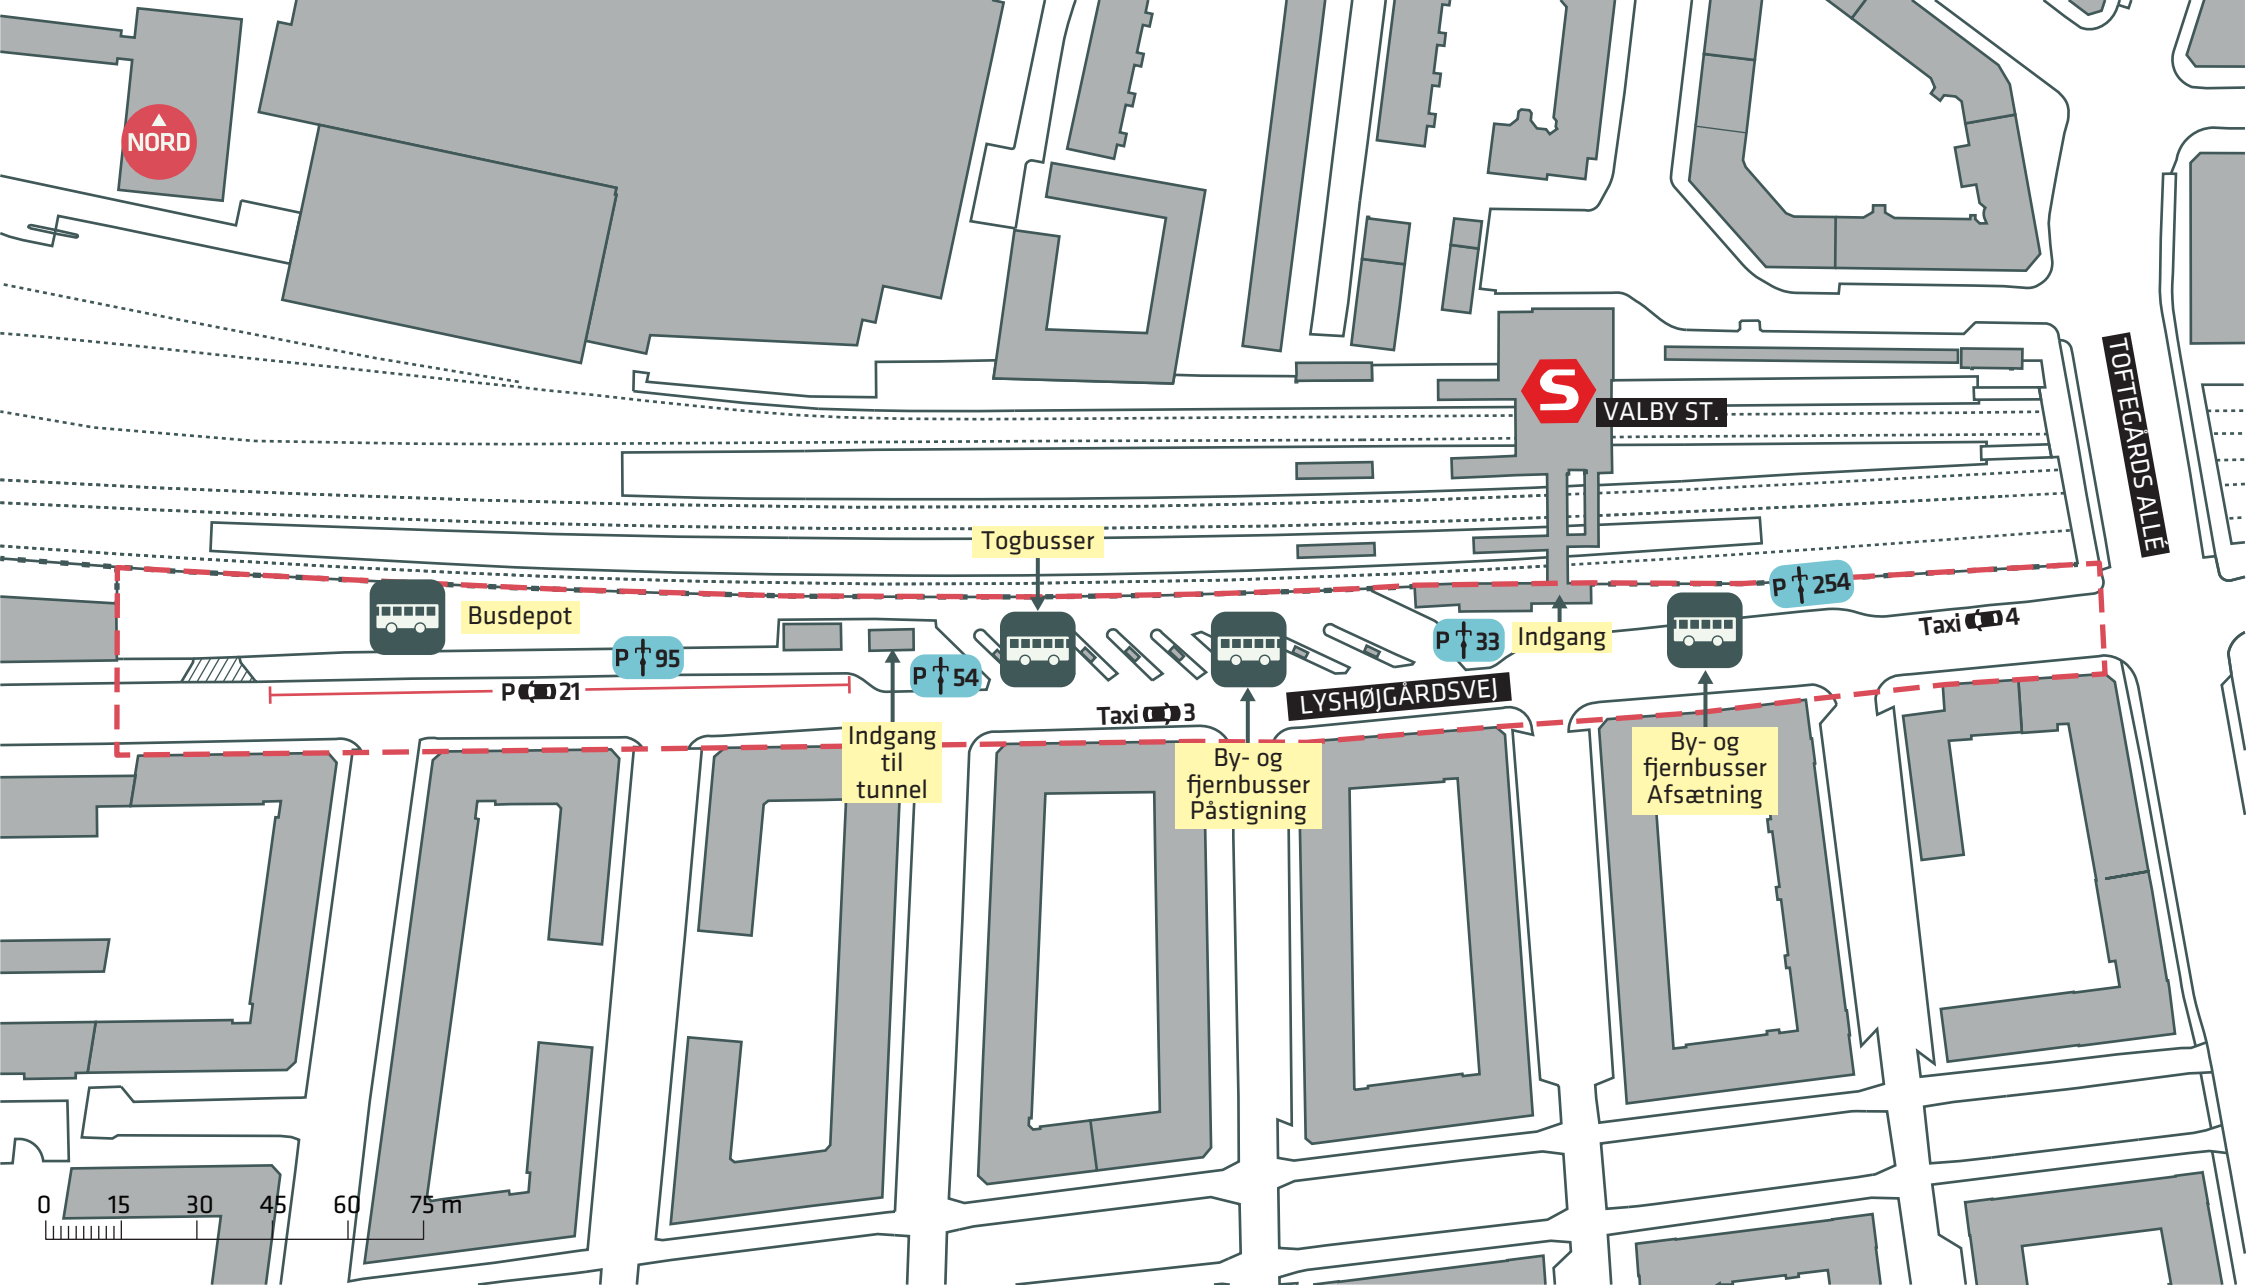 NORD
S
VALBY ST.
TOFTEGÅRDS ALLÉ
Togbusser
Busdepot
P 95
P 54
P 33
Indgang
P 254
Taxi 4
P 21
Taxi 3
LYSHØJGÅRDSVEJ
Indgang
til
tunnel
By- og
fjernbusser
Påstigning
By- og
fjernbusser
Afsætning
0 15 30 45 60 75 m